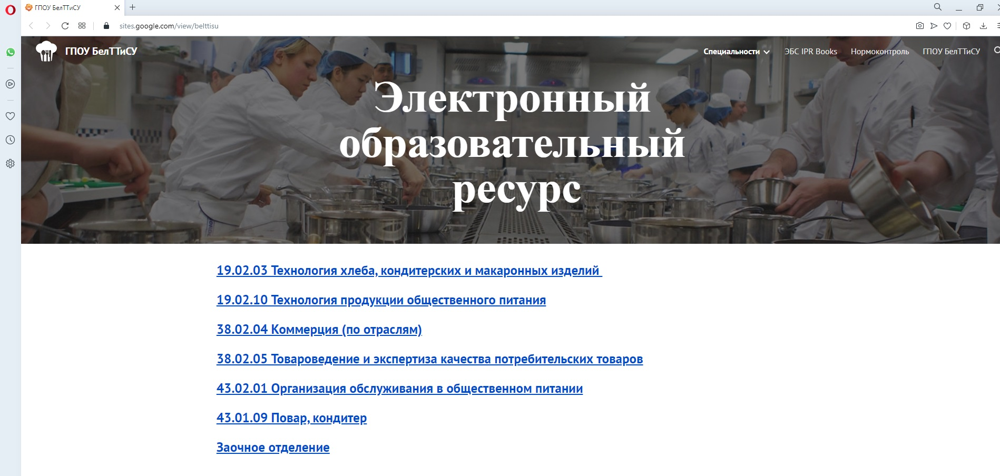 ГПОУ БелТТиСУ
sites.google.com/view/belttisu
ГПОУ БелТТиСУ
Специальности ЭБС IPR Books Нормоконтроль ГПОУ БелТТиСУ
Электронный
образовательный
ресурс
19.02.03 Технология хлеба, кондитерских и макаронных изделий
19.02.10 Технология продукции общественного питания
38.02.04 Коммерция (по отраслям)
38.02.05 Товароведение и экспертиза качества потребительских товаров
43.02.01 Организация обслуживания в общественном питании
43.01.09 Повар, кондитер
Заочное отделение